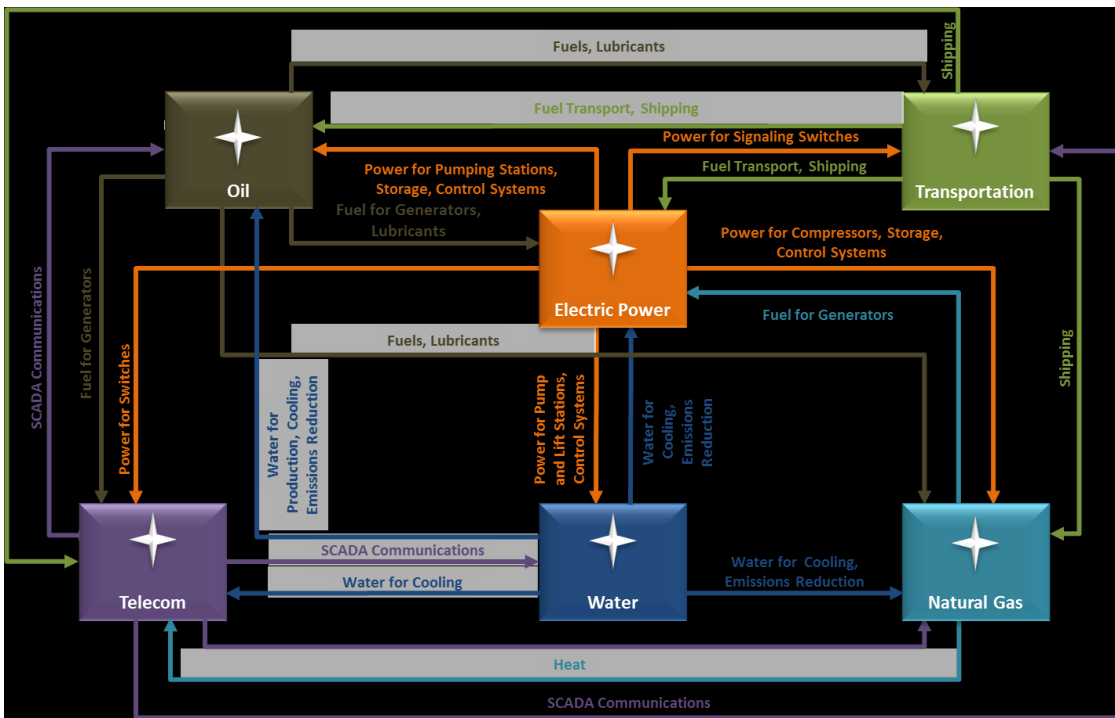 Fuels, Lubricants
Shipping
Fuel Transport, Shipping
Power for Signaling Switches
Power for Pumping Stations,
Storage, Control Systems
Fuel Transport, Shipping
Oil
Transportation
Fuel for Generators,
Lubricants
Power for Compressors, Storage,
Control Systems
Electric Power
Fuel for Generators
SCADA Communications
Fuel for Generators
Power for Switches
Fuels, Lubricants
Water for
Production, Cooling,
Emissions Reduction
Power for Pump
and Lift Stations,
Control Systems
Water for
Cooling,
Emissions
Reduction
Shipping
SCADA Communications
Water for Cooling
Water for Cooling,
Emissions Reduction
Telecom
Water
Natural Gas
Heat
SCADA Communications